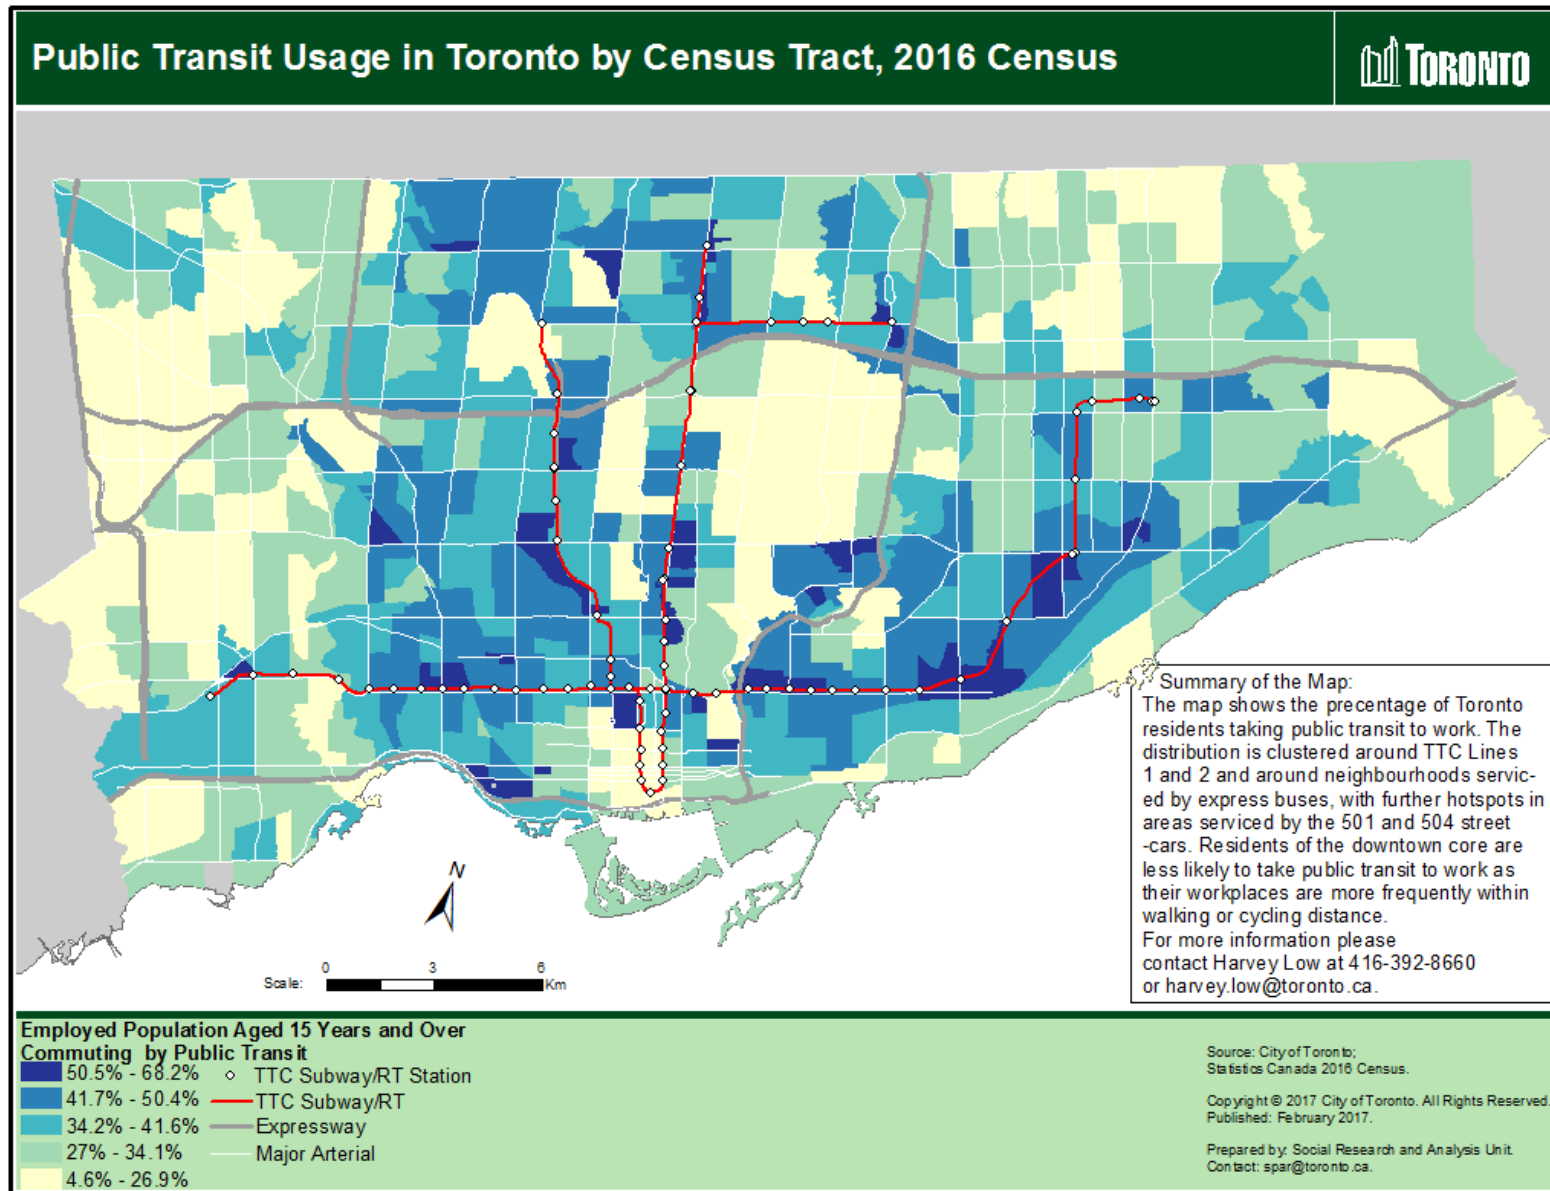 Public Transit Usage in Toronto by Census Tract, 2016 Census
TORONTO
Summary of the Map:
The map shows the precentage of Toronto
residents taking public transit to work. The
distribution is clustered around TTC Lines
1 and 2 and around neighbourhoods servic-
ed by express buses, with further hotspots in
areas serviced by the 501 and 504 street
-cars. Residents of the downtown core are
less likely to take public transit to work as
their workplaces are more frequently within
walking or cycling distance.
For more information please
contact Harvey Low at 416-392-8660
or harvey.low@toronto.ca.
N
0 3 6
Scale: Km
Employed Population Aged 15 Years and Over
Commuting by Public Transit
50.5% - 68.2% TTC Subway/RT Station
41.7% - 50.4% TTC Subway/RT
34.2% - 41.6% Expressway
27% - 34.1% Major Arterial
4.6% - 26.9%
Source: City of Toronto;
Statistics Canada 2016 Census.
Copyright © 2017 City of Toronto. All Rights Reserved.
Published: February 2017.
Prepared by: Social Research and Analysis Unit.
Contact: spar@toronto.ca.